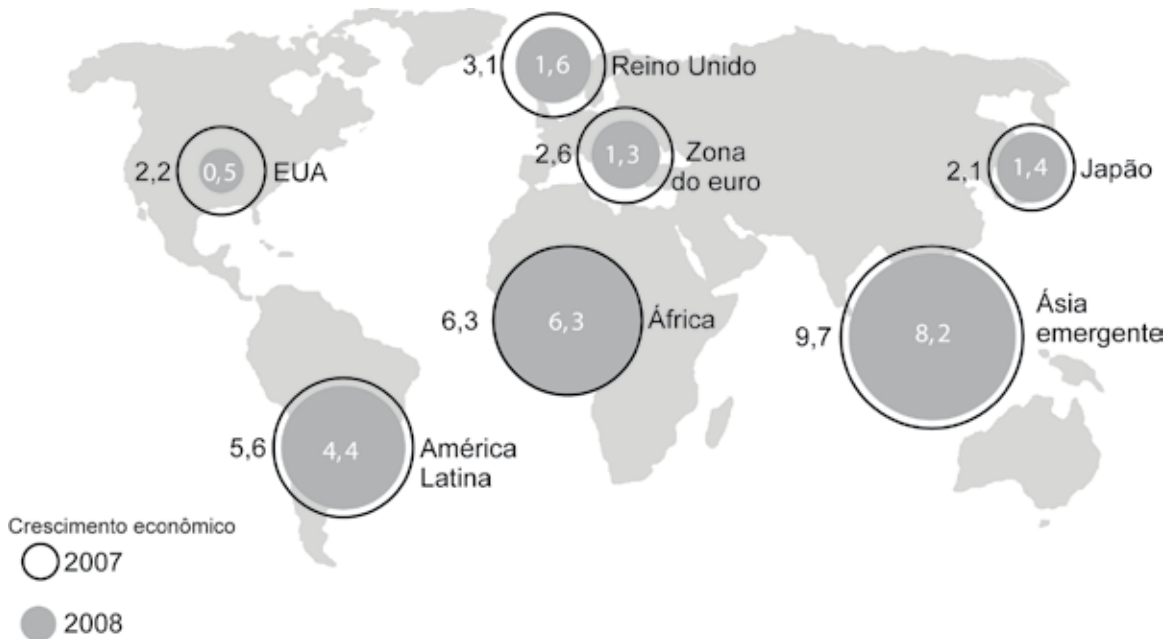 3,1
1,6
Reino Unido
2,2
0,5
EUA
2,6
1,3
Zona
do euro
2,1
1,4
Japão
6,3
6,3
África
9,7
8,2
Ásia
emergente
5,6
4,4
América
Latina
Crescimento econômico
2007
2008